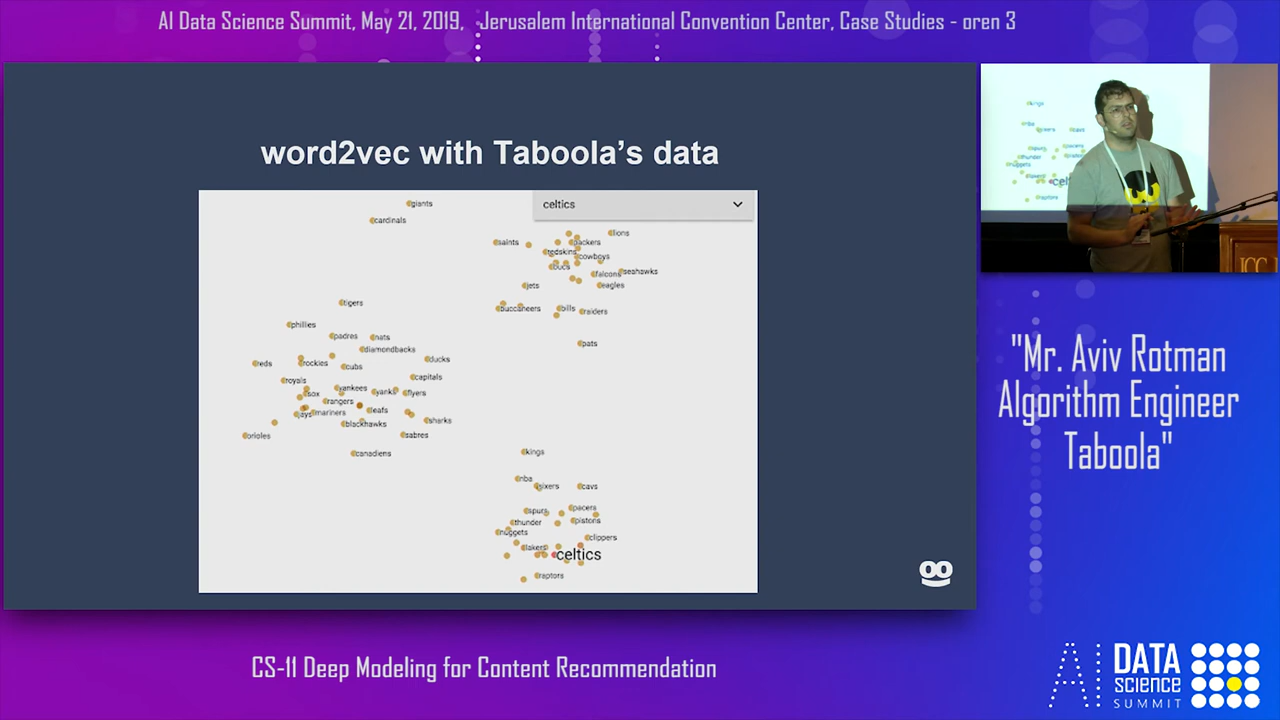 AI Data Science Summit, May 21, 2019, Jerusalem International Convention Center, Case Studies - oren 3
word2vec with Taboola's data
celtics
giants
cardinals
lions
saints
packers
redskins
cowboys
bucs
falcons
seahawks
jets
eagles
buccaneers
bills
raiders
pats
tigers
phillies
padres
nats
diamondbacks
reds
rockies
cubs
ducks
royals
capitals
sox
yankees
yanks
flyers
rangers
jays
mariners
leafs
blackhawks
sharks
orioles
sabres
canadiens
kings
nba
sixers
cavs
spurs
pacers
thunder
pistons
nuggets
clippers
lakers
celtics
raptors
"Mr. Aviv Rotman
Algorithm Engineer
Taboola"
CS-11 Deep Modeling for Content Recommendation
AI DATA
SCIENCE
SUMMIT